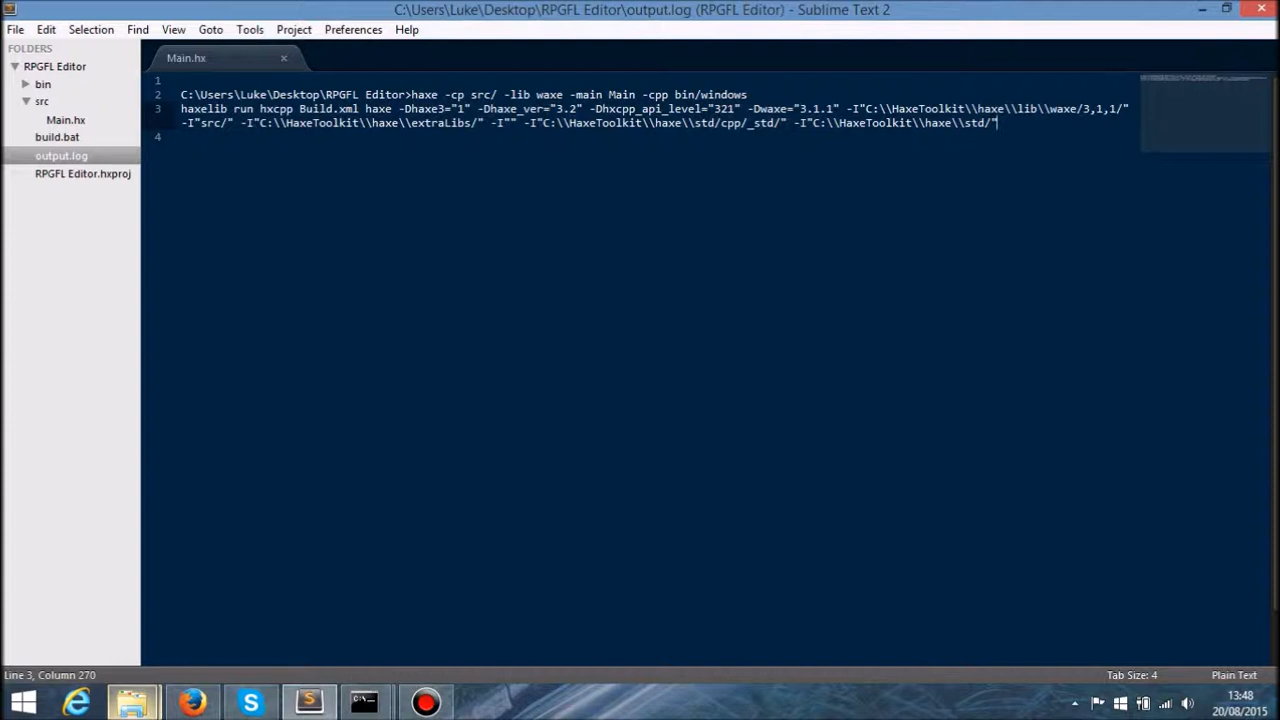 C:\Users\Luke\Desktop\RPGFL Editor\output.log (RPGFL Editor) - Sublime Text 2
File Edit Selection Find View Goto Tools Project Preferences Help
FOLDERS
RPGFL Editor
bin
src
Main.hx
build.bat
output.log
RPGFL Editor.hxproj
Main.hx ×
1
2 C:\Users\Luke\Desktop\RPGFL Editor>haxe -cp src/ -lib waxe -main Main -cpp bin/windows
3 haxelib run hxcpp Build.xml haxe -Dhaxe3="1" -Dhaxe_ver="3.2" -Dhxcpp_api_level="321" -Dwaxe="3.1.1" -I"C:\\HaxeToolkit\\haxe\\lib\\waxe/3,1,1/"
-I"src/" -I"C:\\HaxeToolkit\\haxe\\extraLibs/" -I"" -I"C:\\HaxeToolkit\\haxe\\std/cpp/_std/" -I"C:\\HaxeToolkit\\haxe\\std/"
4
Line 3, Column 270
Tab Size: 4
Plain Text
13:48
20/08/2015